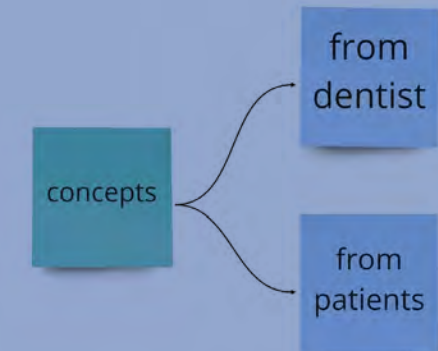 concepts
from
dentist
from
patients